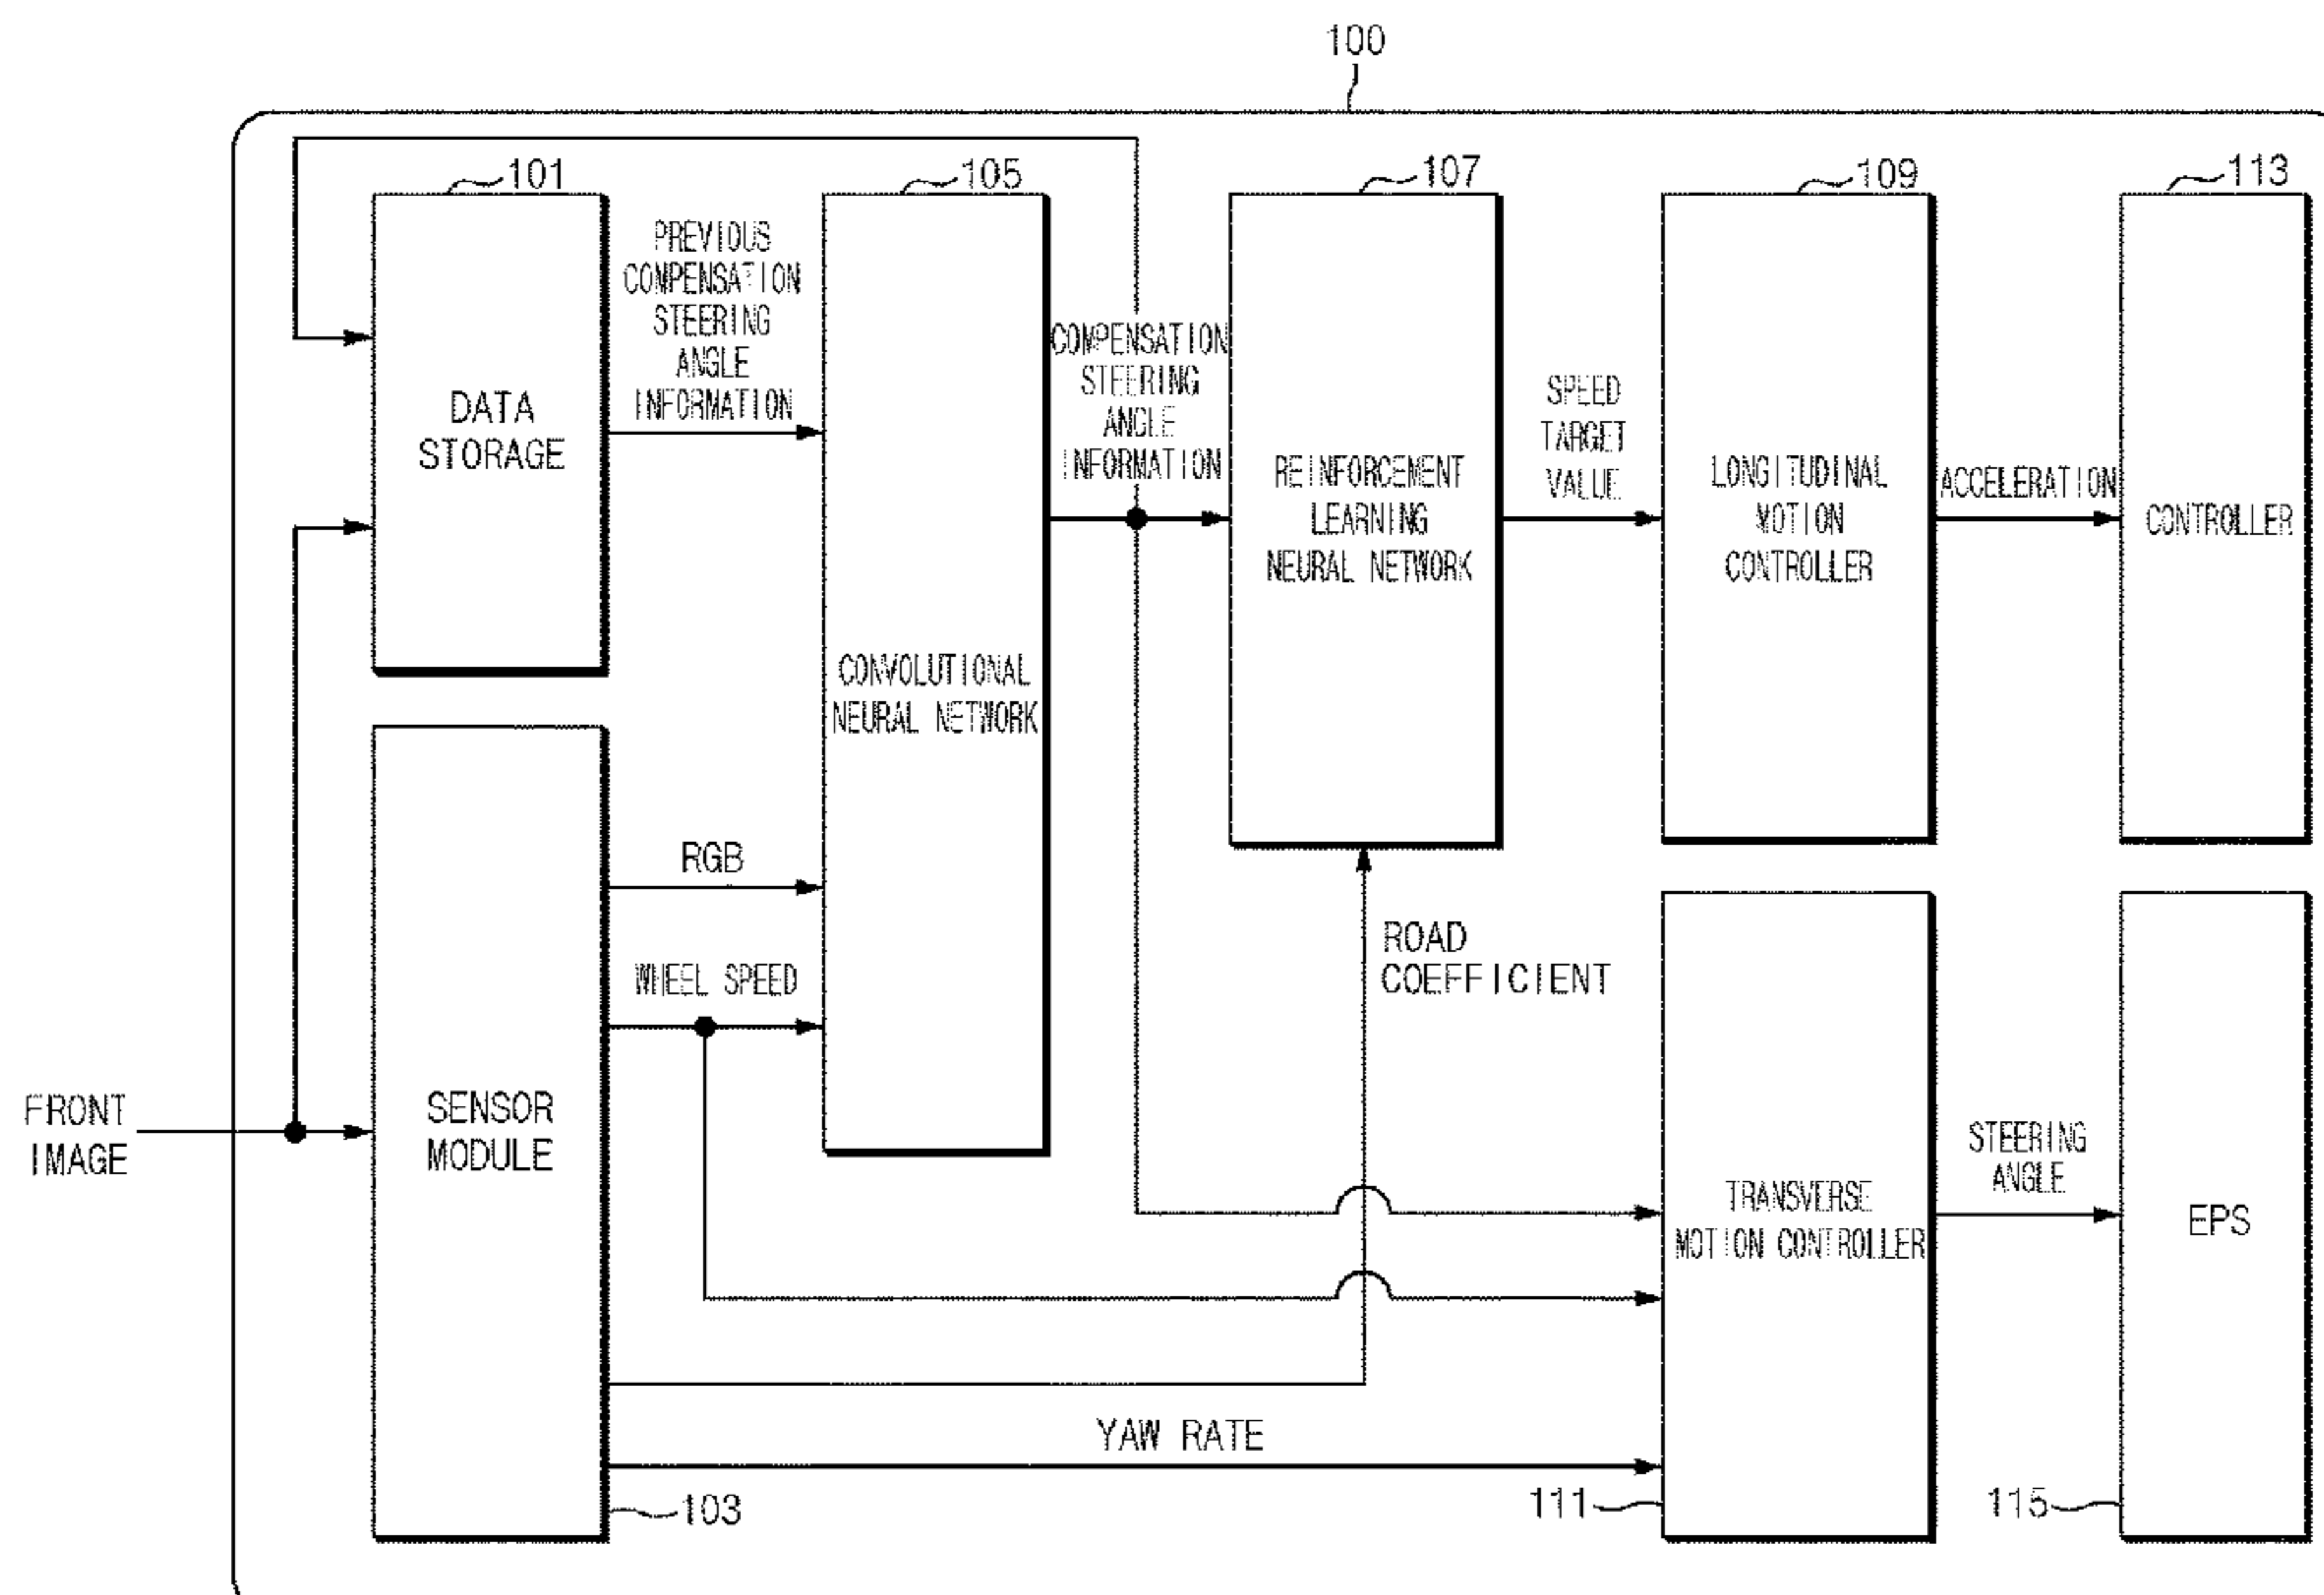 100
101
105
107
109
113
PREVIOUS
COMPENSATION
STEERING
ANGLE
INFORMATION
DATA
STORAGE
COMPENSATION
STEERING
ANGLE
INFORMATION
SPEED
TARGET
VALUE
REINFORCEMENT
LEARNING
NEURAL NETWORK
LONGITUDINAL
MOTION
CONTROLLER
ACCELERATION
CONTROLLER
CONVOLUTIONAL
NEURAL NETWORK
RGB
WHEEL SPEED
ROAD
COEFFICIENT
FRONT
IMAGE
SENSOR
MODULE
TRANSVERSE
MOTION CONTROLLER
STEERING
ANGLE
EPS
YAW RATE
103
111
115